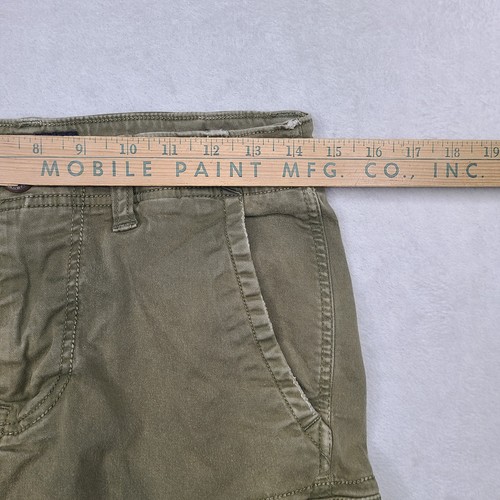 8 9 10 11 12 13 14 15 16 17 18 19
MOBILE PAINT MFG. CO., INC.